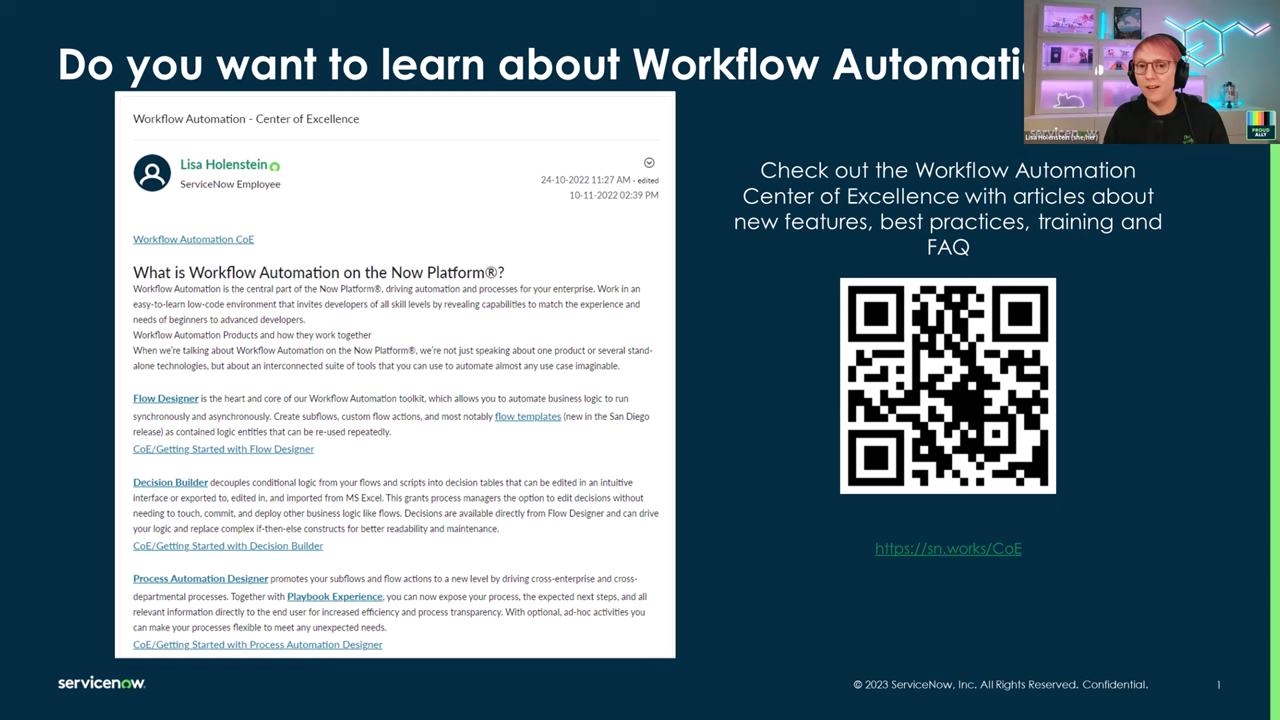 Do you want to learn about Workflow Automati
Workflow Automation - Center of Excellence
Lisa Holenstein
ServiceNow Employee
24-10-2022 11:27 AM - edited
10-11-2022 02:39 PM
Workflow Automation CoE
What is Workflow Automation on the Now Platform®?
Workflow Automation is the central part of the Now Platform®, driving automation and processes for your enterprise. Work in an
easy-to-learn low-code environment that invites developers of all skill levels by revealing capabilities to match the experience and
needs of beginners to advanced developers.
Workflow Automation Products and how they work together
When we're talking about Workflow Automation on the Now Platform®, we're not just speaking about one product or several stand-
alone technologies, but about an interconnected suite of tools that you can use to automate almost any use case imaginable.
Flow Designer is the heart and core of our Workflow Automation toolkit, which allows you to automate business logic to run
synchronously and asynchronously. Create subflows, custom flow actions, and most notably flow templates (new in the San Diego
release) as contained logic entities that can be re-used repeatedly.
CoE/Getting Started with Flow Designer
Decision Builder decouples conditional logic from your flows and scripts into decision tables that can be edited in an intuitive
interface or exported to, edited in, and imported from MS Excel. This grants process managers the option to edit decisions without
needing to touch, commit, and deploy other business logic like flows. Decisions are available directly from Flow Designer and can drive
your logic and replace complex if-then-else constructs for better readability and maintenance.
CoE/Getting Started with Decision Builder
Process Automation Designer promotes your subflows and flow actions to a new level by driving cross-enterprise and cross-
departmental processes. Together with Playbook Experience, you can now expose your process, the expected next steps, and all
relevant information directly to the end user for increased efficiency and process transparency. With optional, ad-hoc activities you
can make your processes flexible to meet any unexpected needs.
CoE/Getting Started with Process Automation Designer
Check out the Workflow Automation
Center of Excellence with articles about
new features, best practices, training and
FAQ
https://sn.works/CoE
servicenow
Lisa Holenstein (she/her)
PROUD
ALLY
servicenow.
© 2023 ServiceNow, Inc. All Rights Reserved. Confidential.
1